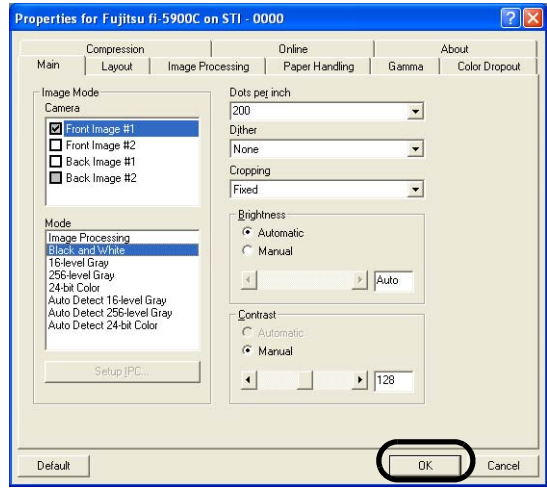 Properties for Fujitsu fi-5900C on STI - 0000
Compression Online About
Main Layout Image Processing Paper Handling Gamma Color Dropout
Image Mode
Camera
Front Image #1
Front Image #2
Back Image #1
Back Image #2
Mode
Image Processing
Black and White
16-level Gray
256-level Gray
24-bit Color
Auto Detect 16-level Gray
Auto Detect 256-level Gray
Auto Detect 24-bit Color
Setup IPC...
Dots per inch
200
Dither
None
Cropping
Fixed
Brightness
Automatic
Manual
Auto
Contrast
Automatic
Manual
128
Default OK Cancel